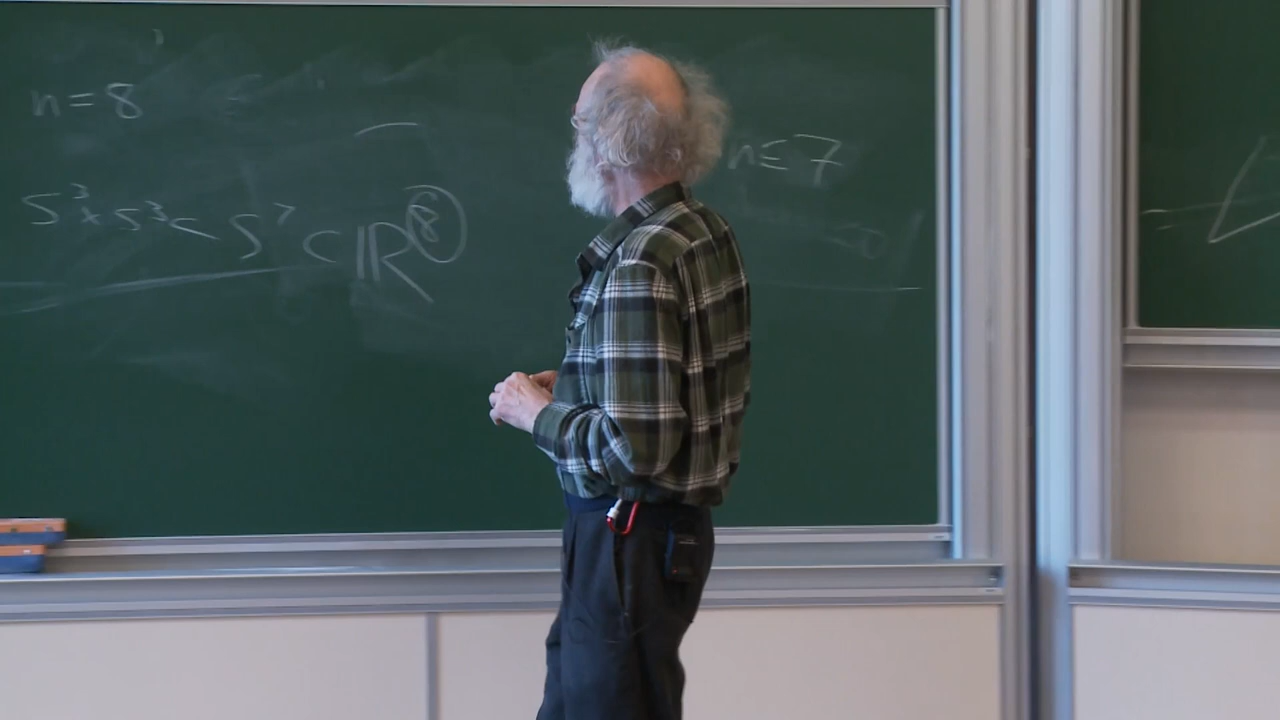 n = 8
n ≤ 7
S³ × S³ ⊂ S⁷ ⊂ ℝ⁸